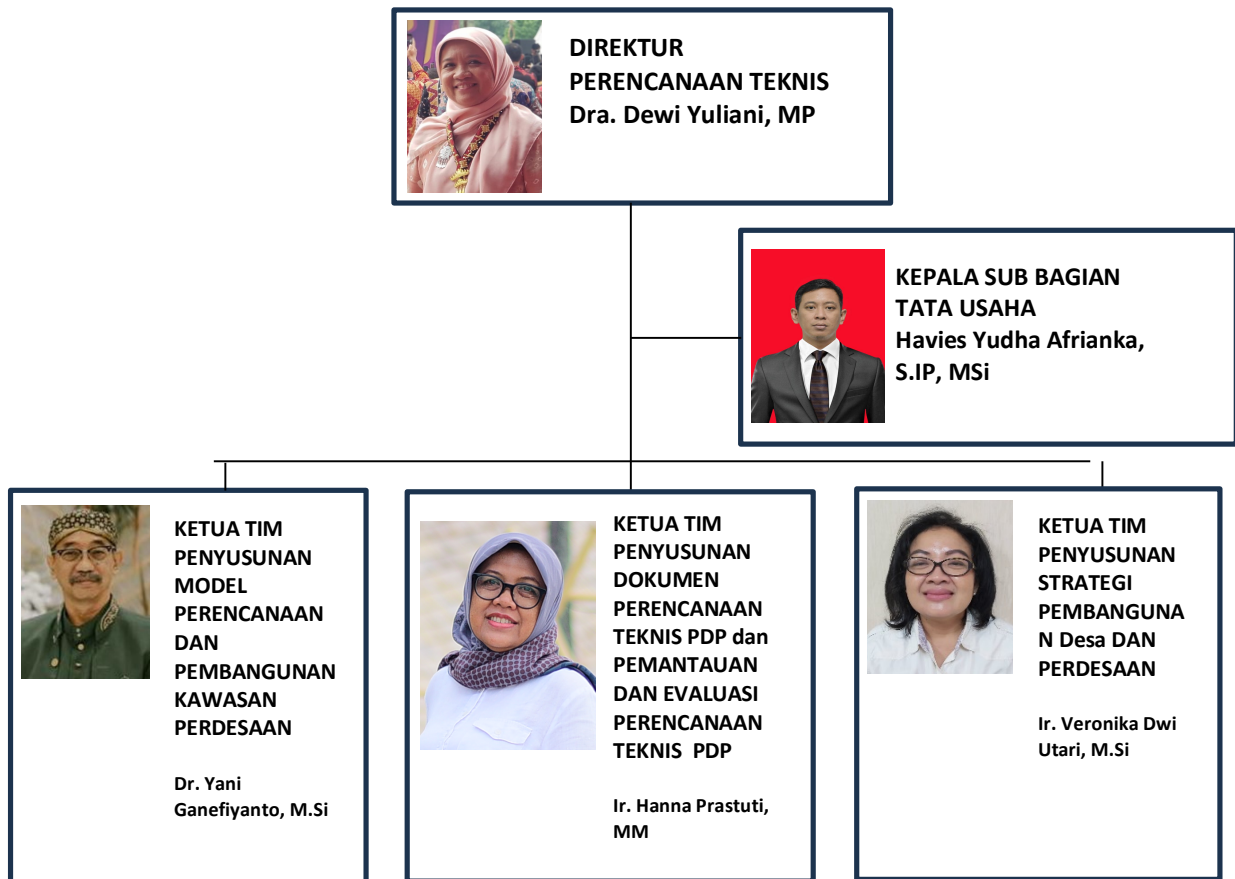 DIREKTUR
PERENCANAAN TEKNIS
Dra. Dewi Yuliani, MP
KEPALA SUB BAGIAN
TATA USAHA
Havies Yudha Afrianka,
S.IP, MSi
KETUA TIM
PENYUSUNAN
MODEL
PERENCANAAN
DAN
PEMBANGUNAN
KAWASAN
PERDESAAN
Dr. Yani
Ganefiyanto, M.Si
KETUA TIM
PENYUSUNAN
DOKUMEN
PERENCANAAN
TEKNIS PDP dan
PEMANTAUAN
DAN EVALUASI
PERENCANAAN
TEKNIS  PDP
Ir. Hanna Prastuti,
MM
KETUA TIM
PENYUSUNAN
STRATEGI
PEMBANGUNA
N Desa DAN
PERDESAAN
Ir. Veronika Dwi
Utari, M.Si